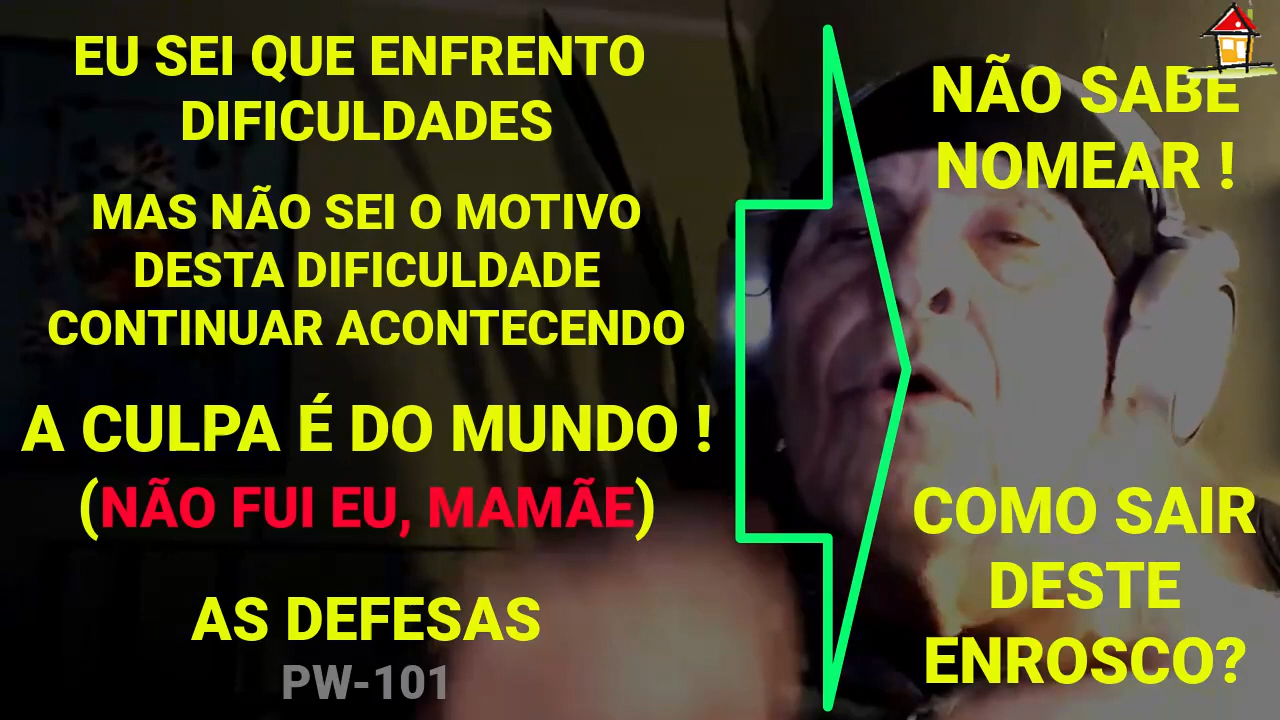 EU SEI QUE ENFRENTO
DIFICULDADES
MAS NÃO SEI O MOTIVO
DESTA DIFICULDADE
CONTINUAR ACONTECENDO
A CULPA É DO MUNDO !
(NÃO FUI EU, MAMÃE)
AS DEFESAS
PW-101
NÃO SABE
NOMEAR !
COMO SAIR
DESTE
ENROSCO?